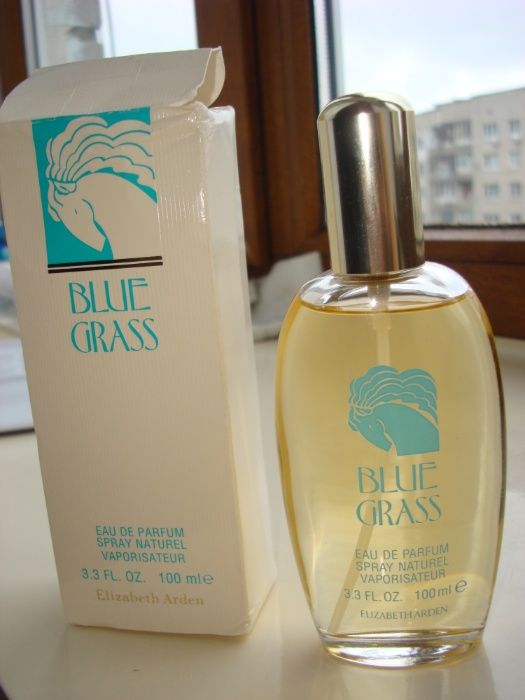 BLUE
GRASS
EAU DE PARFUM
SPRAY NATUREL
VAPORISATEUR
3.3 FL. OZ. 100 ml e
Elizabeth Arden
BLUE
GRASS
EAU DE PARFUM
SPRAY NATUREL
VAPORISATEUR
3.3 FL. OZ. 100 ml e
ELIZABETH ARDEN